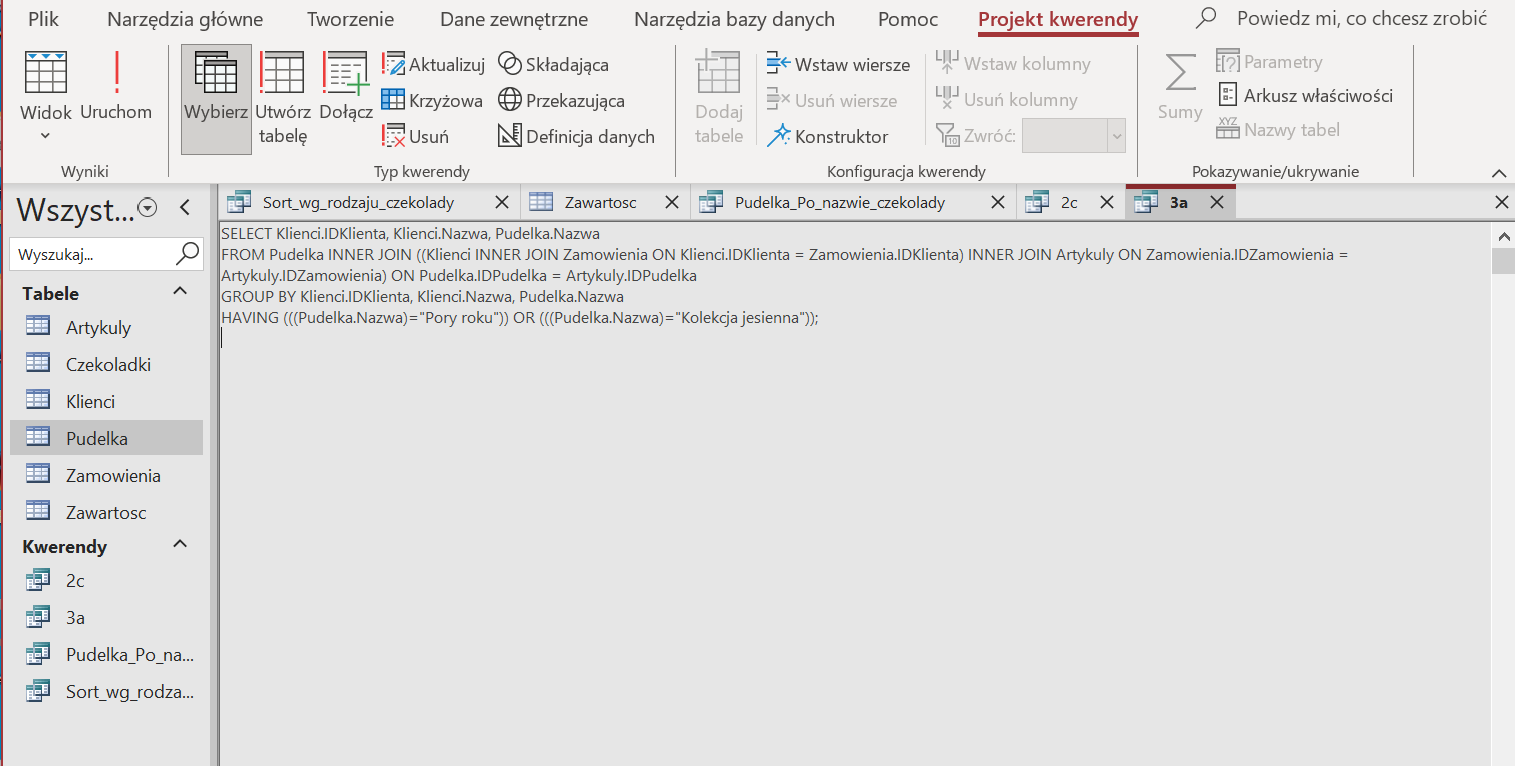 Plik Narzędzia główne Tworzenie Dane zewnętrzne Narzędzia bazy danych Pomoc Projekt kwerendy Powiedz mi, co chcesz zrobić
Widok
Uruchom
Wyniki
Wybierz
Utwórz
tabelę
Dołącz
Aktualizuj
Krzyżowa
Usuń
Składająca
Przekazująca
Definicja danych
Typ kwerendy
Dodaj
tabele
Wstaw wiersze
Usuń wiersze
Konstruktor
Wstaw kolumny
Usuń kolumny
Zwróć:
Konfiguracja kwerendy
Sumy
Parametry
Arkusz właściwości
Nazwy tabel
Pokazywanie/ukrywanie
Wszyst...
Wyszukaj...
Tabele
Artykuly
Czekoladki
Klienci
Pudelka
Zamowienia
Zawartosc
Kwerendy
2c
3a
Pudelka_Po_na...
Sort_wg_rodza...
Sort_wg_rodzaju_czekolady Zawartosc Pudelka_Po_nazwie_czekolady 2c 3a
SELECT Klienci.IDKlienta, Klienci.Nazwa, Pudelka.Nazwa
FROM Pudelka INNER JOIN ((Klienci INNER JOIN Zamowienia ON Klienci.IDKlienta = Zamowienia.IDKlienta) INNER JOIN Artykuly ON Zamowienia.IDZamowienia =
Artykuly.IDZamowienia) ON Pudelka.IDPudelka = Artykuly.IDPudelka
GROUP BY Klienci.IDKlienta, Klienci.Nazwa, Pudelka.Nazwa
HAVING (((Pudelka.Nazwa)="Pory roku")) OR (((Pudelka.Nazwa)="Kolekcja jesienna"));